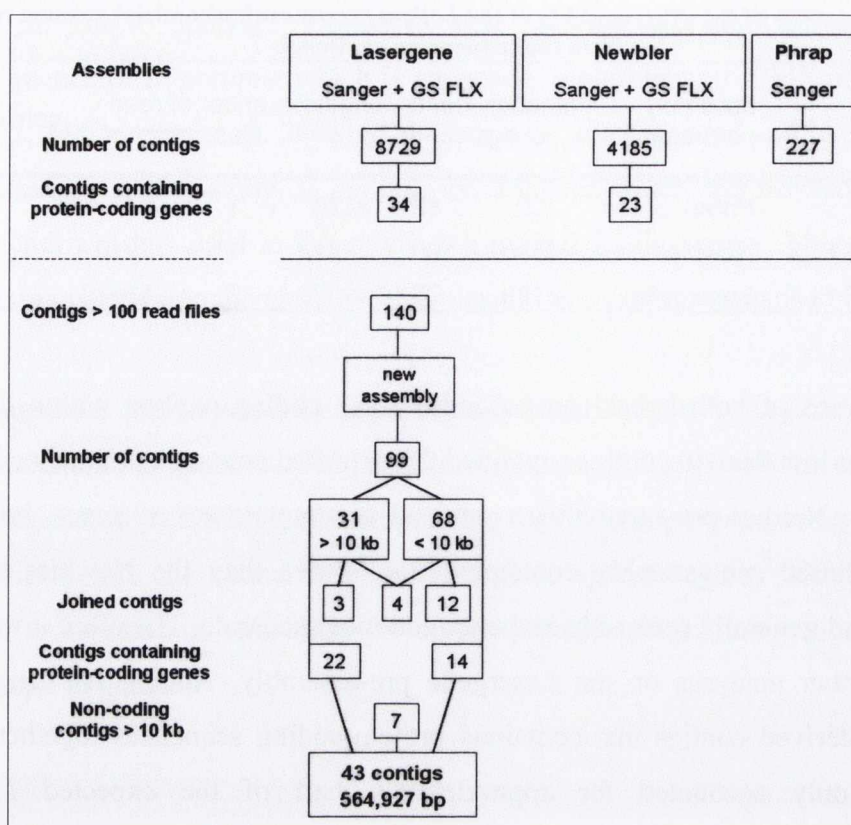 Assemblies
Lasergene
Sanger + GS FLX
Newbler
Sanger + GS FLX
Phrap
Sanger
Number of contigs
8729
4185
227
Contigs containing
protein-coding genes
34
23
Contigs > 100 read files
140
new
assembly
Number of contigs
99
31
> 10 kb
68
< 10 kb
Joined contigs
3
4
12
Contigs containing
protein-coding genes
22
14
Non-coding
contigs > 10 kb
7
43 contigs
564,927 bp